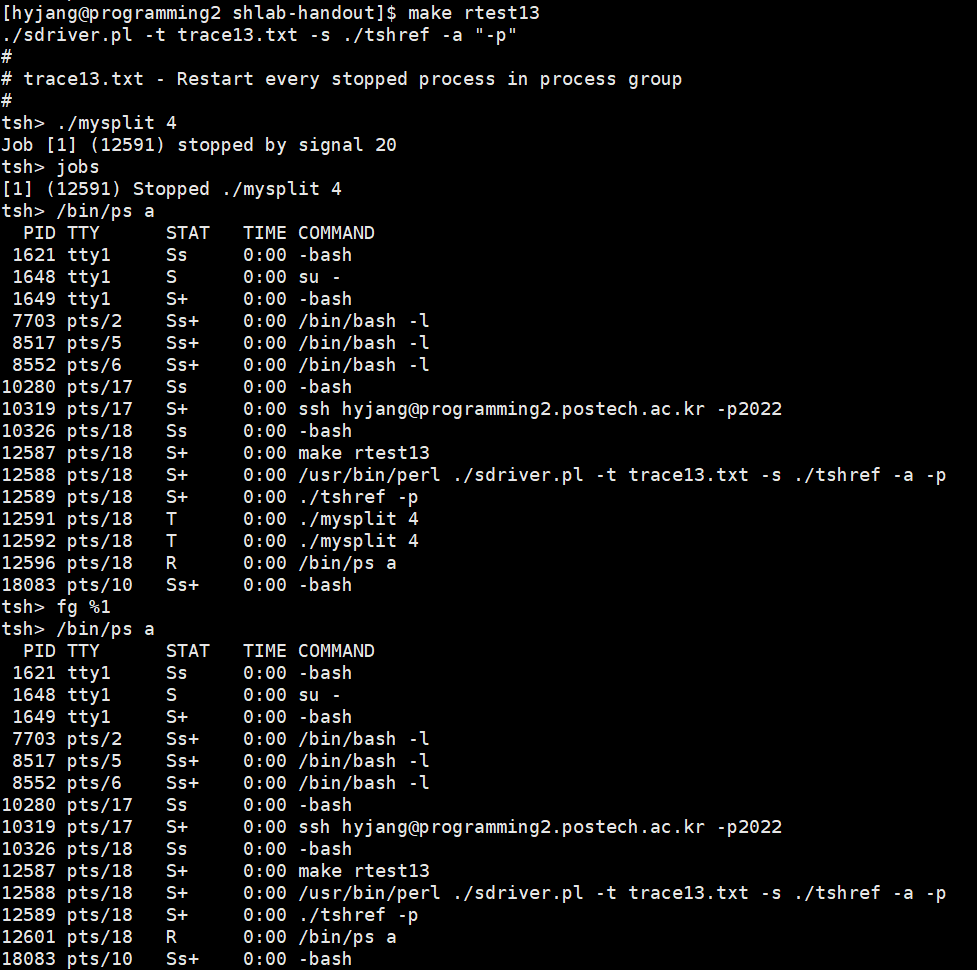 [hyjang@programming2 shlab-handout]$ make rtest13
./sdriver.pl -t trace13.txt -s ./tshref -a "-p"
#
# trace13.txt - Restart every stopped process in process group
#
tsh> ./mysplit 4
Job [1] (12591) stopped by signal 20
tsh> jobs
[1] (12591) Stopped ./mysplit 4
tsh> /bin/ps a
  PID TTY      STAT   TIME COMMAND
 1621 tty1     Ss     0:00 -bash
 1648 tty1     S      0:00 su -
 1649 tty1     S+     0:00 -bash
 7703 pts/2    Ss+    0:00 /bin/bash -l
 8517 pts/5    Ss+    0:00 /bin/bash -l
 8552 pts/6    Ss+    0:00 /bin/bash -l
10280 pts/17   Ss     0:00 -bash
10319 pts/17   S+     0:00 ssh hyjang@programming2.postech.ac.kr -p2022
10326 pts/18   Ss     0:00 -bash
12587 pts/18   S+     0:00 make rtest13
12588 pts/18   S+     0:00 /usr/bin/perl ./sdriver.pl -t trace13.txt -s ./tshref -a -p
12589 pts/18   S+     0:00 ./tshref -p
12591 pts/18   T      0:00 ./mysplit 4
12592 pts/18   T      0:00 ./mysplit 4
12596 pts/18   R      0:00 /bin/ps a
18083 pts/10   Ss+    0:00 -bash
tsh> fg %1
tsh> /bin/ps a
  PID TTY      STAT   TIME COMMAND
 1621 tty1     Ss     0:00 -bash
 1648 tty1     S      0:00 su -
 1649 tty1     S+     0:00 -bash
 7703 pts/2    Ss+    0:00 /bin/bash -l
 8517 pts/5    Ss+    0:00 /bin/bash -l
 8552 pts/6    Ss+    0:00 /bin/bash -l
10280 pts/17   Ss     0:00 -bash
10319 pts/17   S+     0:00 ssh hyjang@programming2.postech.ac.kr -p2022
10326 pts/18   Ss     0:00 -bash
12587 pts/18   S+     0:00 make rtest13
12588 pts/18   S+     0:00 /usr/bin/perl ./sdriver.pl -t trace13.txt -s ./tshref -a -p
12589 pts/18   S+     0:00 ./tshref -p
12601 pts/18   R      0:00 /bin/ps a
18083 pts/10   Ss+    0:00 -bash